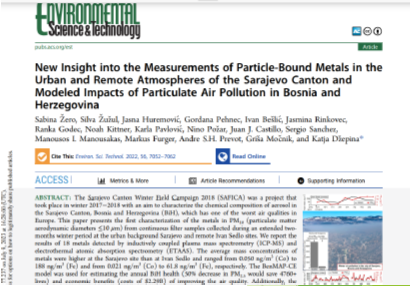 ENVIRONMENTAL
Science & Technology
pubs.acs.org/est
Article
New Insight into the Measurements of Particle-Bound Metals in the
Urban and Remote Atmospheres of the Sarajevo Canton and
Modeled Impacts of Particulate Air Pollution in Bosnia and
Herzegovina
Sabina Žero, Silva Žužul, Jasna Huremović, Gordana Pehnec, Ivan Bešlić, Jasmina Rinkovec,
Ranka Godec, Noah Kittner, Karla Pavlović, Nino Požar, Juan J. Castillo, Sergio Sanchez,
Manousos I. Manousakas, Markus Furger, Andre S.H. Prevot, Griša Močnik, and Katja Džepina*
Cite This: Environ. Sci. Technol. 2022, 56, 7052−7062
Read Online
ACCESS
Metrics & More
Article Recommendations
Supporting Information
ABSTRACT: The Sarajevo Canton Winter Field Campaign 2018 (SAFICA) was a project that
took place in winter 2017−2018 with an aim to characterize the chemical composition of aerosol in
the Sarajevo Canton, Bosnia and Herzegovina (BiH), which has one of the worst air qualities in
Europe. This paper presents the first characterization of the metals in PM10 (particulate matter
aerodynamic diameters ≤10 μm) from continuous filter samples collected during an extended two-
months winter period at the urban background Sarajevo and remote Ivan Sedlo sites. We report the
results of 18 metals detected by inductively coupled plasma mass spectrometry (ICP-MS) and
electrothermal atomic absorption spectrometry (ETAAS). The average mass concentrations of
metals were higher at the Sarajevo site than at Ivan Sedlo and ranged from 0.050 ng/m3 (Co) to
188 ng/m3 (Fe) and from 0.021 ng/m3 (Co) to 61.8 ng/m3 (Fe), respectively. The BenMAP-CE
model was used for estimating the annual BiH health (50% decrease in PM2.5 would save 4760+
lives) and economic benefits (costs of $2.29B) of improving the air quality. Additionally, the